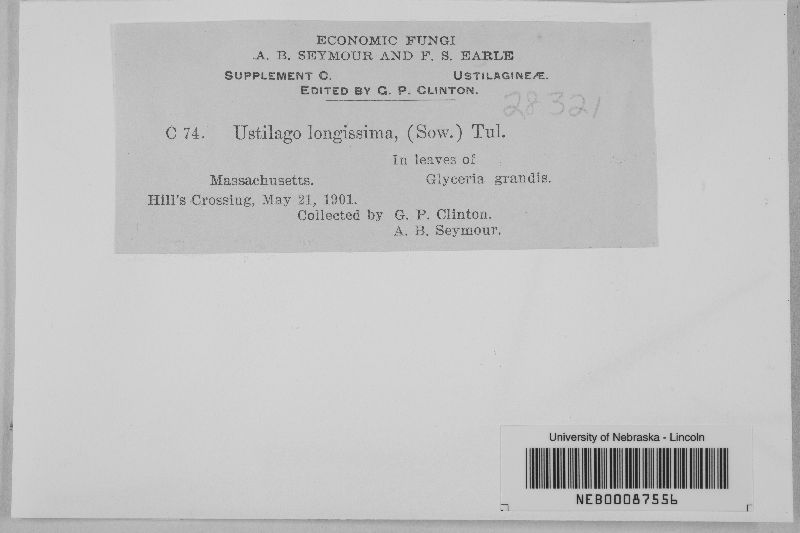 ECONOMIC FUNGI
A. B. SEYMOUR AND F. S. EARLE
SUPPLEMENT C. USTILAGINEÆ.
EDITED BY G. P. CLINTON.
28321
C 74. Ustilago longissima, (Sow.) Tul.
In leaves of
Massachusetts. Glyceria grandis.
Hill's Crossing, May 21, 1901.
Collected by G. P. Clinton.
A. B. Seymour.
University of Nebraska - Lincoln
NEB00087556